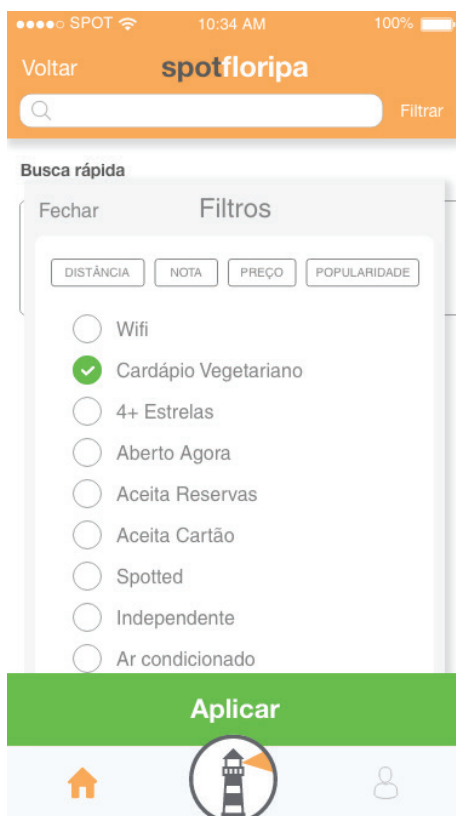 SPOT 10:34 AM 100%
Voltar spotfloripa
Filtrar
Busca rápida
Fechar Filtros
DISTÂNCIA NOTA PREÇO POPULARIDADE
Wifi
Cardápio Vegetariano
4+ Estrelas
Aberto Agora
Aceita Reservas
Aceita Cartão
Spotted
Independente
Ar condicionado
Aplicar